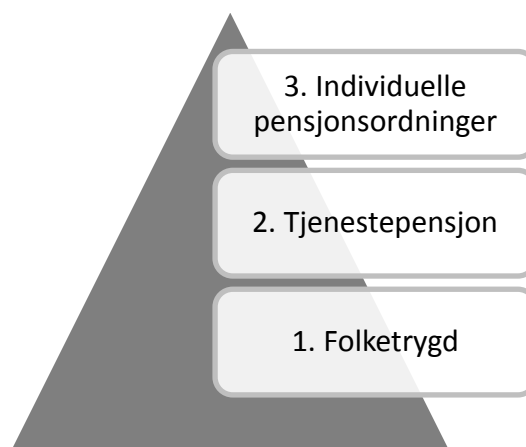 3. Individuelle
pensjonsordninger
2. Tjenestepensjon
1. Folketrygd